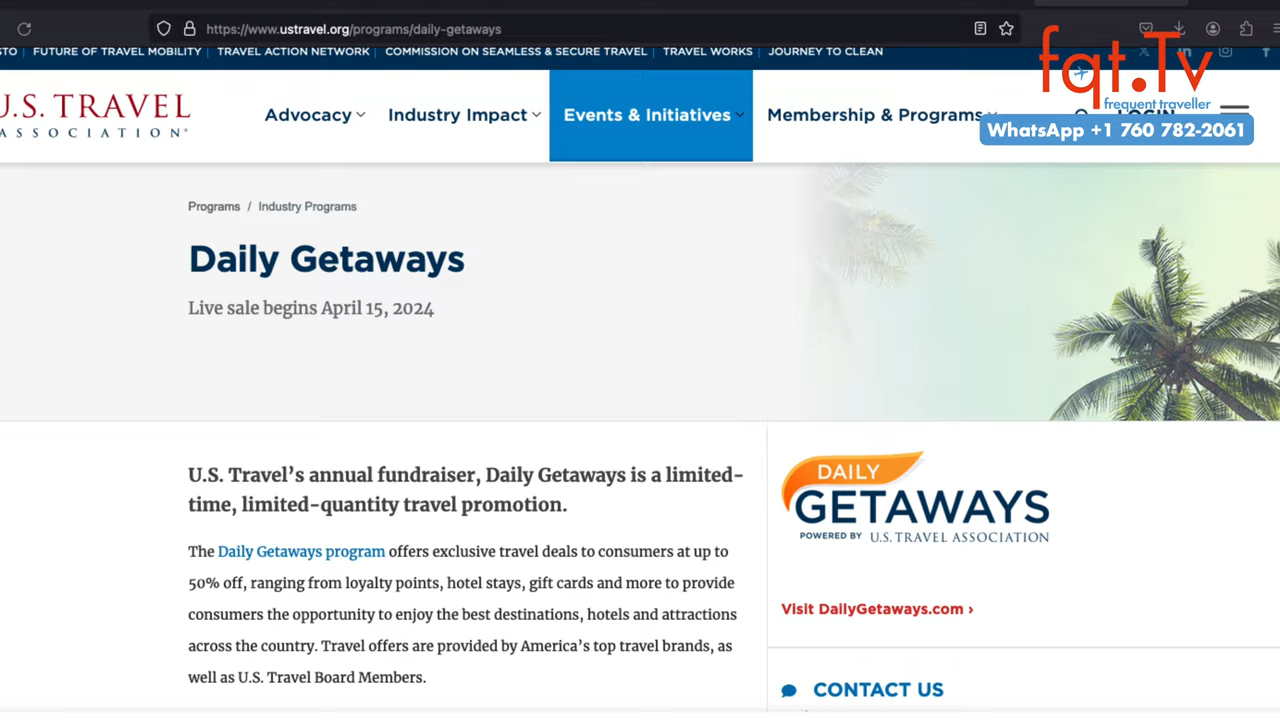 https://www.ustravel.org/programs/daily-getaways
FUTURE OF TRAVEL MOBILITY | TRAVEL ACTION NETWORK | COMMISSION ON SEAMLESS & SECURE TRAVEL | TRAVEL WORKS | JOURNEY TO CLEAN
fqt.Tv
frequent traveller
WhatsApp +1 760 782-2061
U.S. TRAVEL
ASSOCIATION®
Advocacy
Industry Impact
Events & Initiatives
Membership & Programs
LOGIN
Programs / Industry Programs
Daily Getaways
Live sale begins April 15, 2024
U.S. Travel’s annual fundraiser, Daily Getaways is a limited-
time, limited-quantity travel promotion.
The Daily Getaways program offers exclusive travel deals to consumers at up to
50% off, ranging from loyalty points, hotel stays, gift cards and more to provide
consumers the opportunity to enjoy the best destinations, hotels and attractions
across the country. Travel offers are provided by America’s top travel brands, as
well as U.S. Travel Board Members.
DAILY
GETAWAYS
POWERED BY U.S. TRAVEL ASSOCIATION
Visit DailyGetaways.com ›
CONTACT US